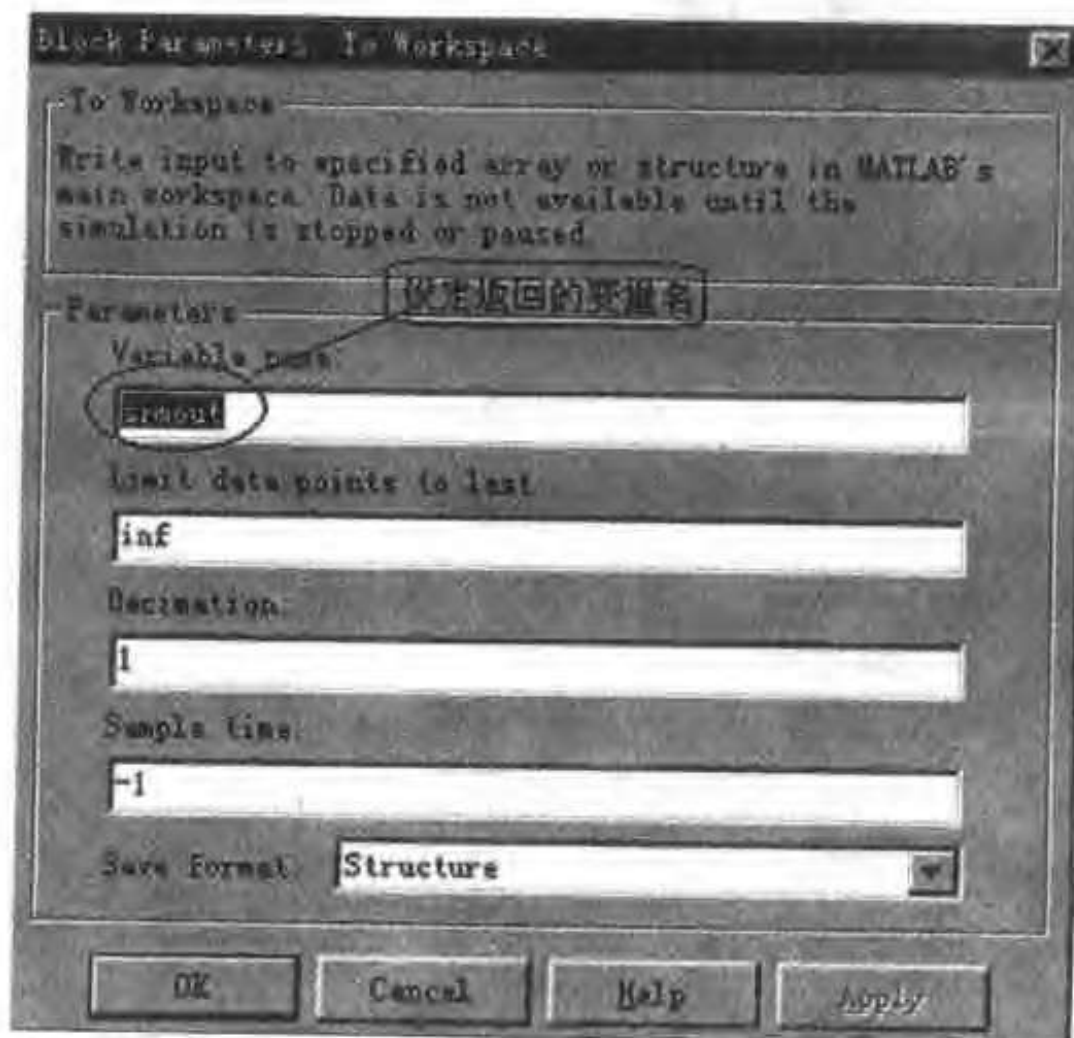 Block Parameters: To Workspace
To Workspace
Write input to specified array or structure in MATLAB's
main workspace. Data is not available until the
simulation is stopped or paused.
设定返回的变量名
Parameters
Variable name:
simout
Limit data points to last:
inf
Decimation:
1
Sample time:
-1
Save format: Structure
OK Cancel Help Apply